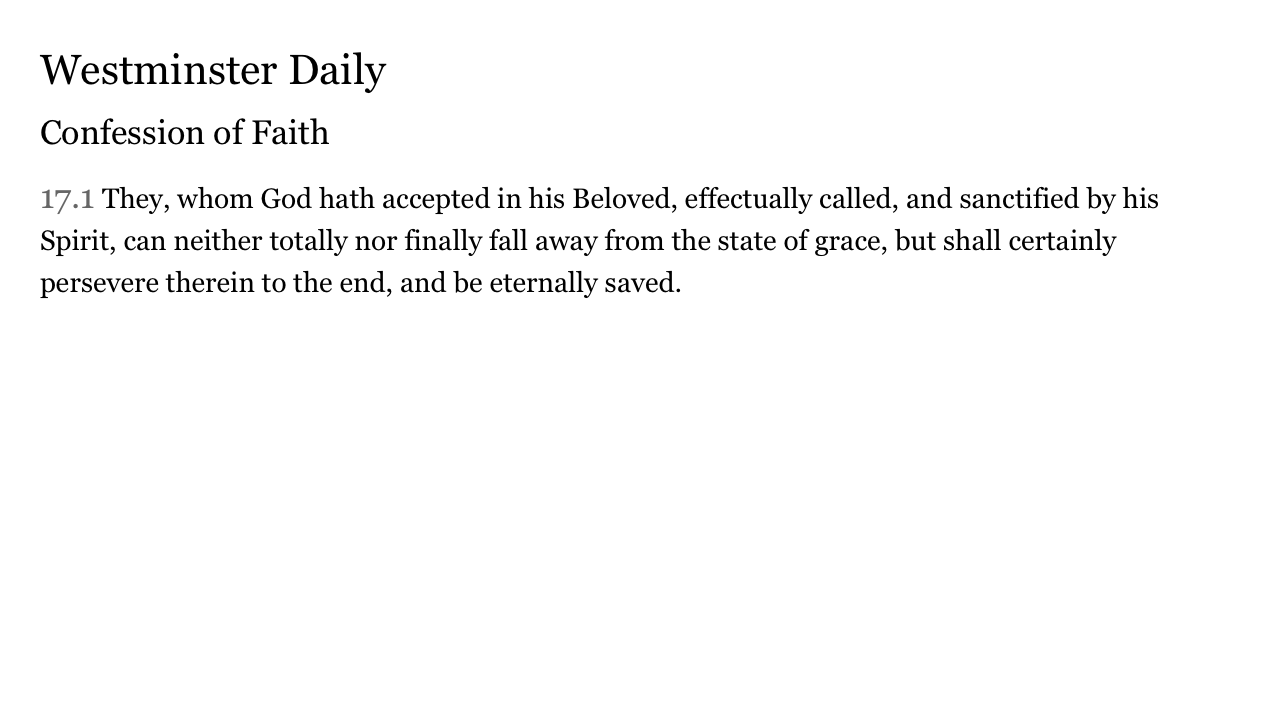 Westminster Daily
Confession of Faith
17.1 They, whom God hath accepted in his Beloved, effectually called, and sanctified by his
Spirit, can neither totally nor finally fall away from the state of grace, but shall certainly
persevere therein to the end, and be eternally saved.